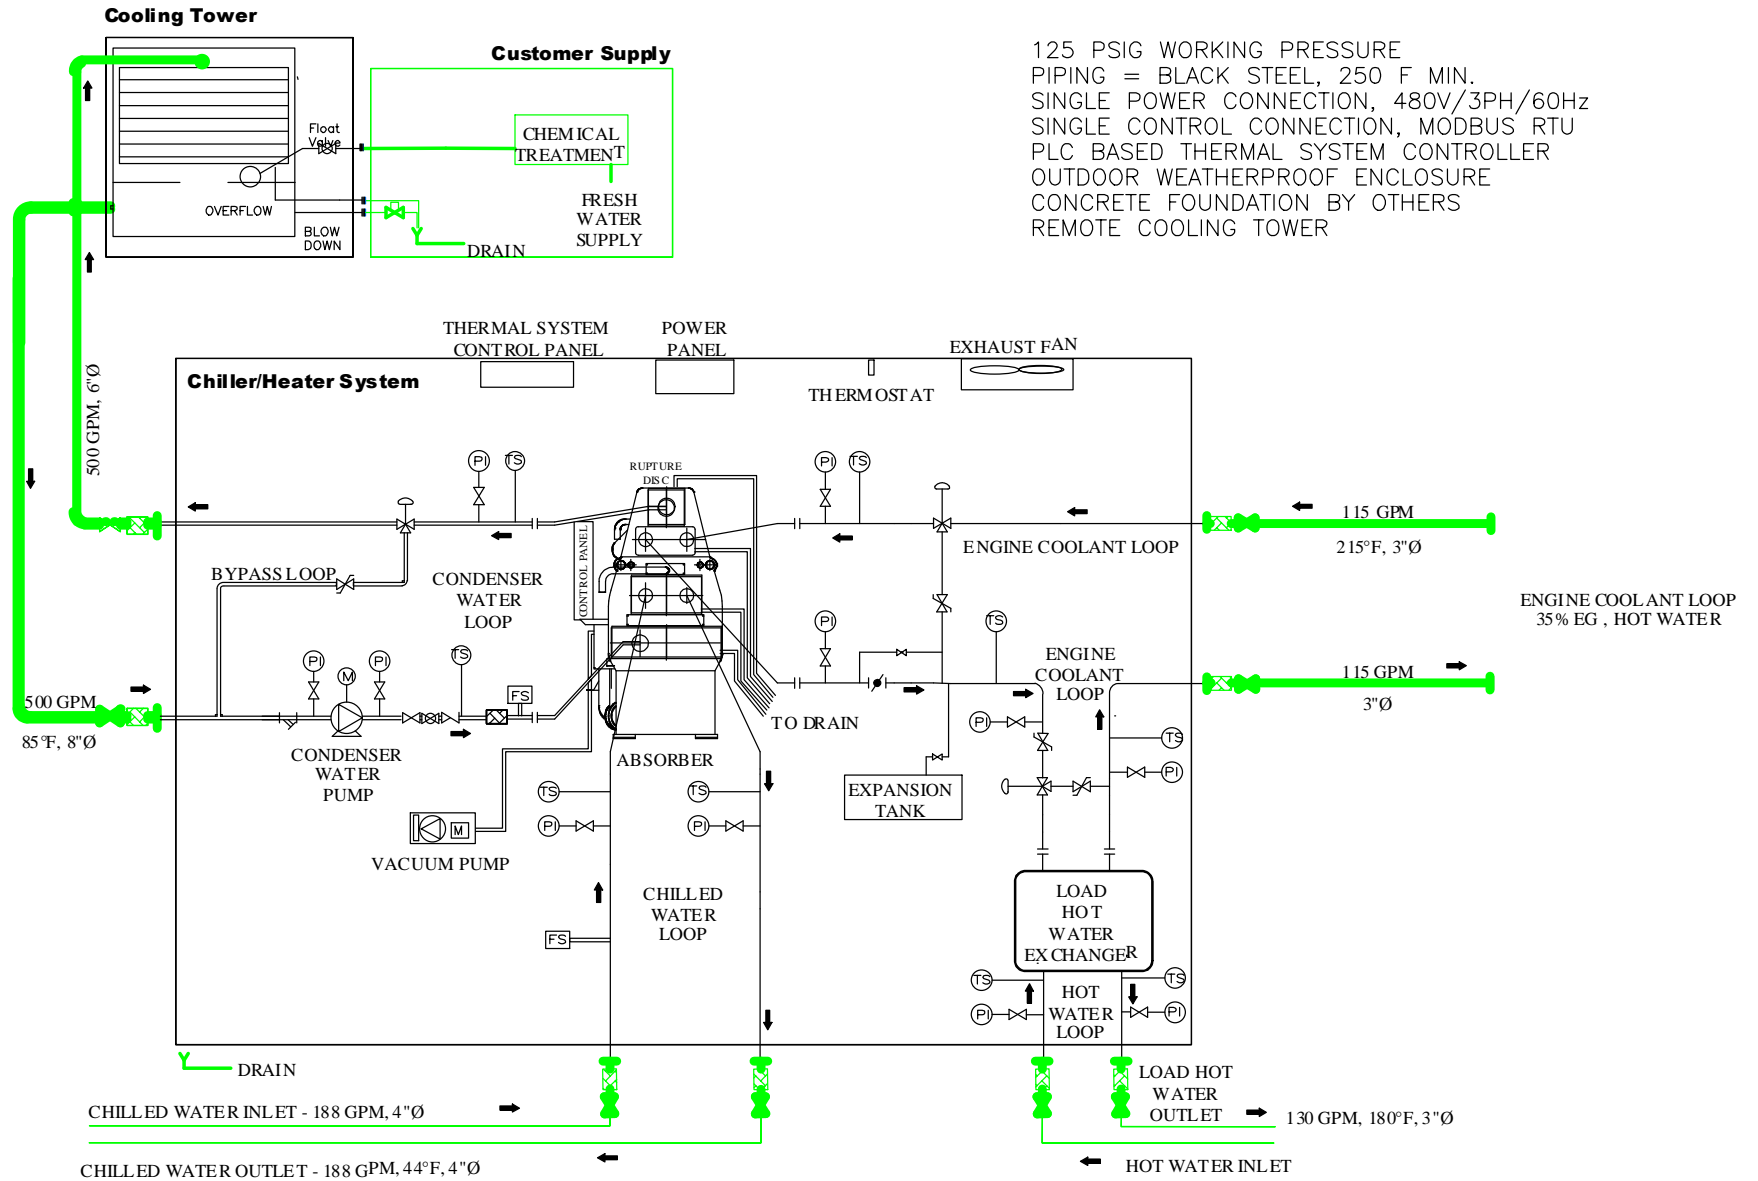 Cooling Tower
Customer Supply
125 PSIG WORKING PRESSURE
PIPING = BLACK STEEL, 250 F MIN.
SINGLE POWER CONNECTION, 480V/3PH/60Hz
SINGLE CONTROL CONNECTION, MODBUS RTU
PLC BASED THERMAL SYSTEM CONTROLLER
OUTDOOR WEATHERPROOF ENCLOSURE
CONCRETE FOUNDATION BY OTHERS
REMOTE COOLING TOWER
Float
Valve
CHEMICAL
TREATMENT
FRESH
WATER
SUPPLY
OVERFLOW
BLOW
DOWN
DRAIN
THERMAL SYSTEM
CONTROL PANEL
POWER
PANEL
EXHAUST FAN
THERMOSTAT
Chiller/Heater System
500 GPM, 6"Ø
PI
TS
RUPTURE
DISC
PI
TS
115 GPM
215°F, 3"Ø
ENGINE COOLANT LOOP
CONTROL PANEL
BYPASS LOOP
CONDENSER
WATER
LOOP
ENGINE COOLANT LOOP
35% EG , HOT WATER
PI
M
PI
TS
FS
PI
TS
ENGINE
COOLANT
LOOP
115 GPM
3"Ø
500 GPM
85°F, 8"Ø
TO DRAIN
PI
TS
PI
CONDENSER
WATER
PUMP
ABSORBER
EXPANSION
TANK
TS
TS
PI
PI
M
VACUUM PUMP
CHILLED
WATER
LOOP
FS
LOAD
HOT
WATER
EXCHANGER
TS
TS
PI
PI
HOT
WATER
LOOP
DRAIN
LOAD HOT
WATER
OUTLET
130 GPM, 180°F, 3"Ø
CHILLED WATER INLET - 188 GPM, 4"Ø
CHILLED WATER OUTLET - 188 GPM, 44°F, 4"Ø
HOT WATER INLET